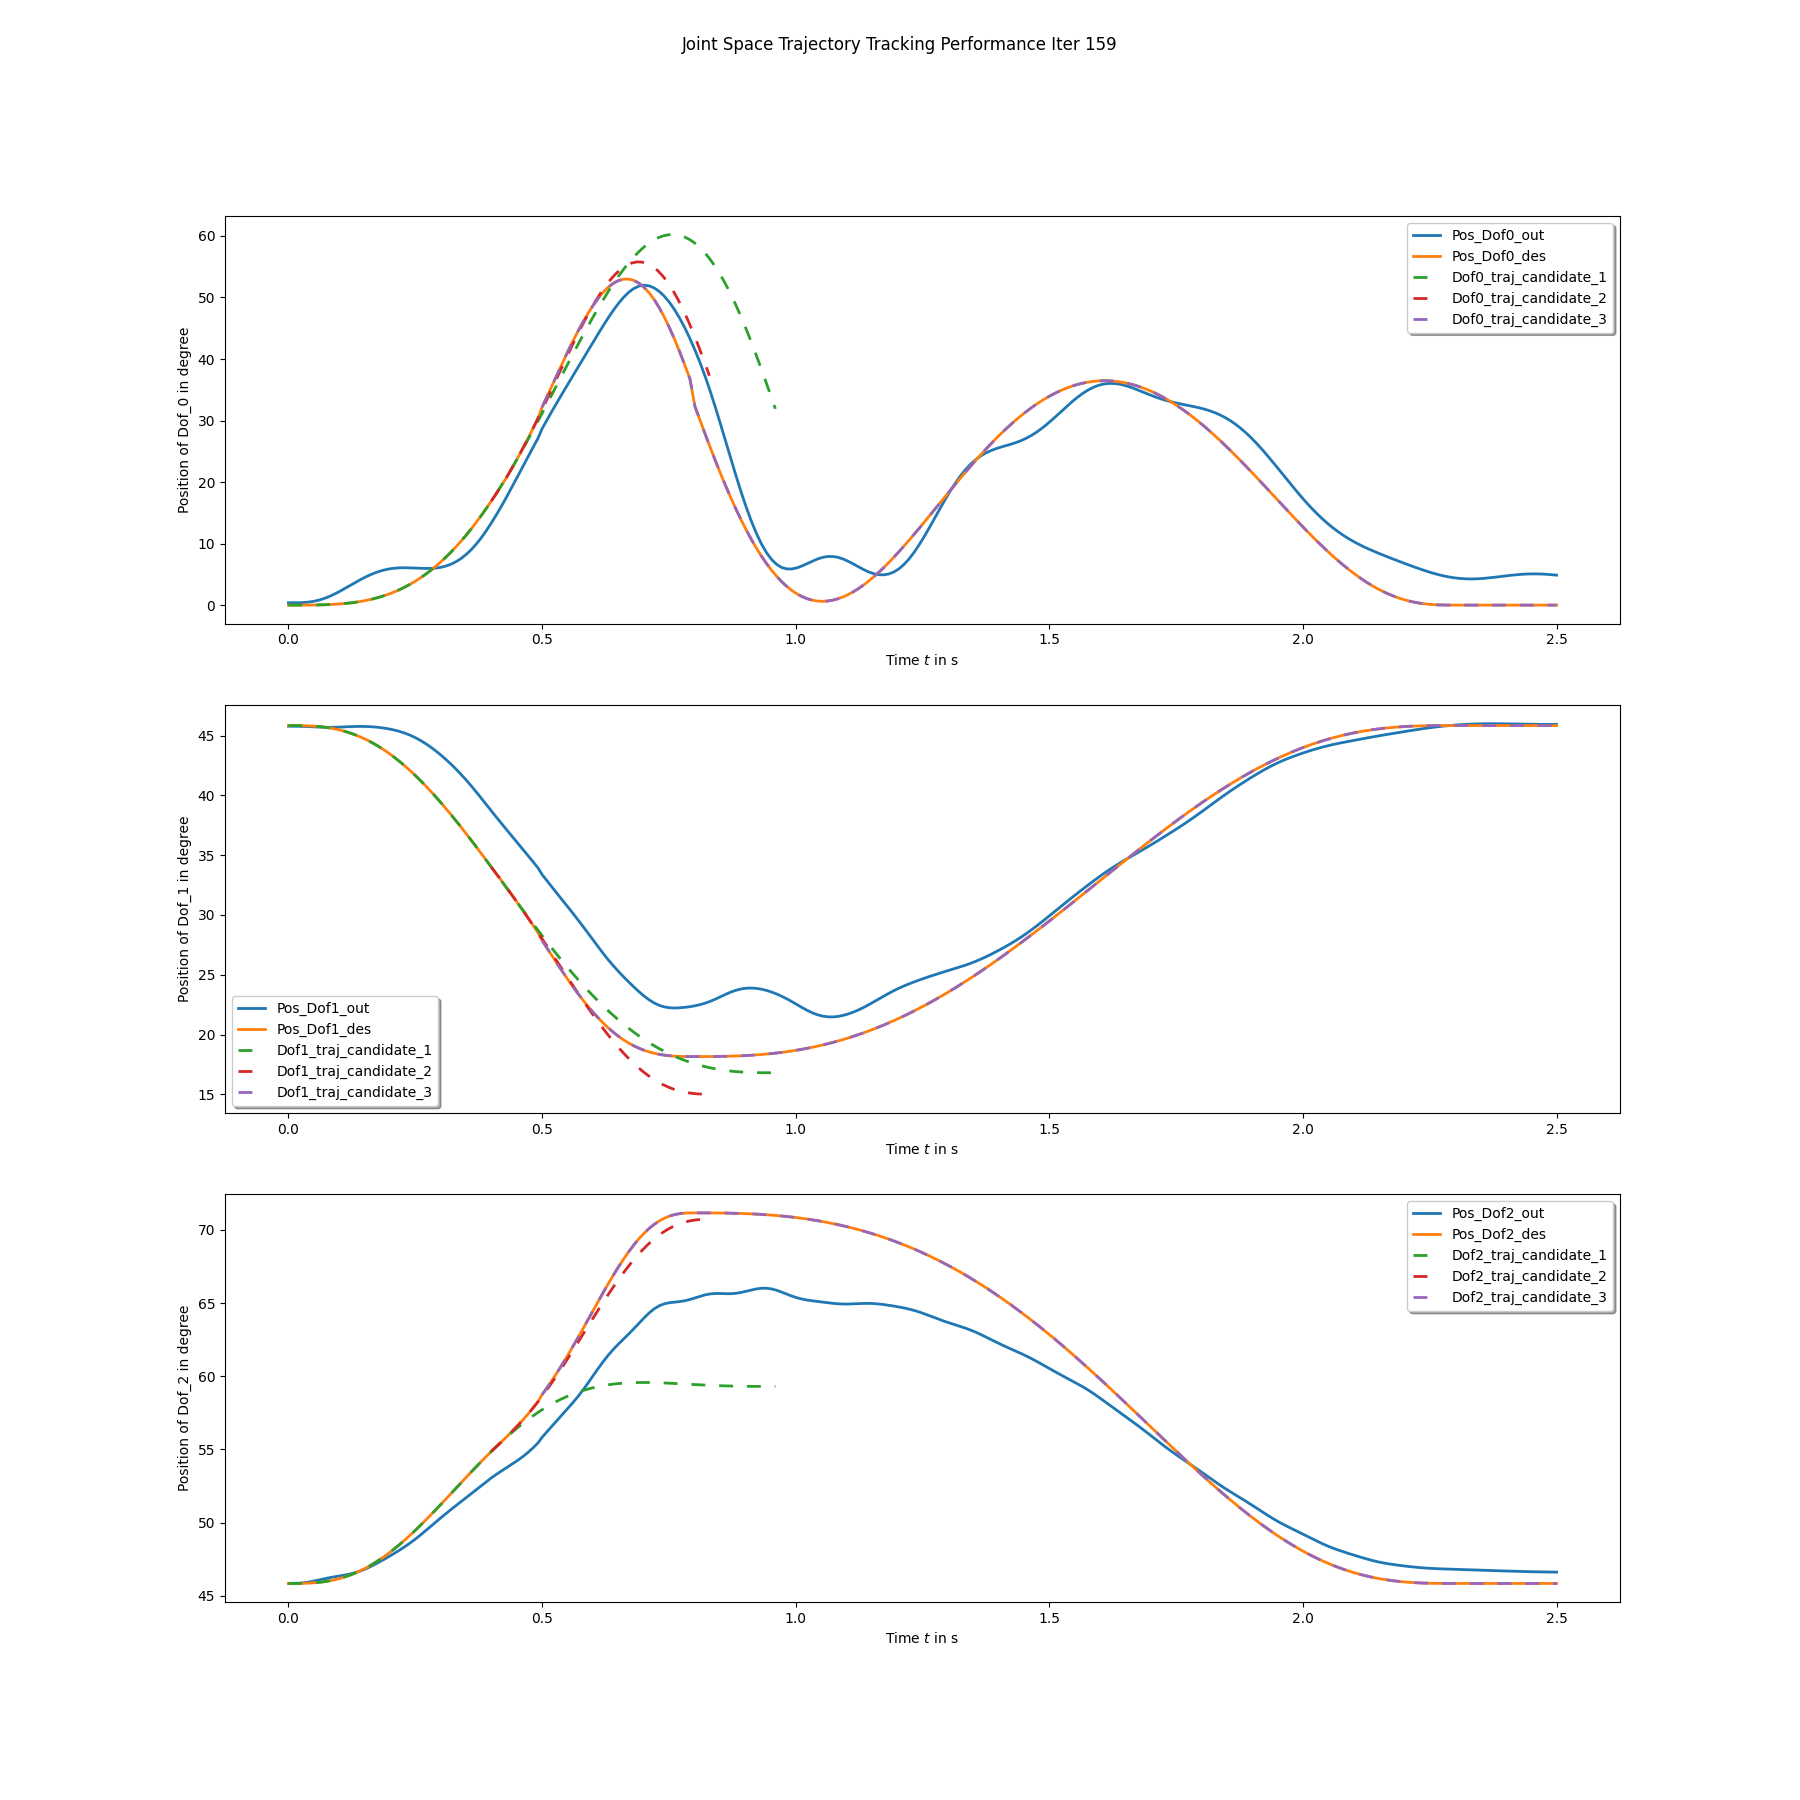 Joint Space Trajectory Tracking Performance Iter 159
60
50
40
30
20
10
0
Position of Dof_0 in degree
Pos_Dof0_out
Pos_Dof0_des
Dof0_traj_candidate_1
Dof0_traj_candidate_2
Dof0_traj_candidate_3
0.0 0.5 1.0 1.5 2.0 2.5
Time t in s
45
40
35
30
25
20
15
Position of Dof_1 in degree
Pos_Dof1_out
Pos_Dof1_des
Dof1_traj_candidate_1
Dof1_traj_candidate_2
Dof1_traj_candidate_3
0.0 0.5 1.0 1.5 2.0 2.5
Time t in s
70
65
60
55
50
45
Position of Dof_2 in degree
Pos_Dof2_out
Pos_Dof2_des
Dof2_traj_candidate_1
Dof2_traj_candidate_2
Dof2_traj_candidate_3
0.0 0.5 1.0 1.5 2.0 2.5
Time t in s